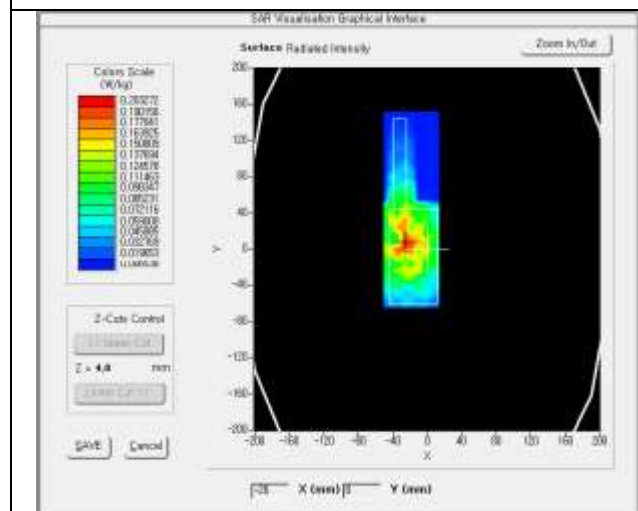 SAR Visualisation Graphical Interface
Surface Radiated Intensity
Zoom In/Out
Colors Scale
(W/kg)
0.203272
0.190156
0.177041
0.163925
0.150809
0.137694
0.124578
0.111463
0.098347
0.085231
0.072116
0.059000
0.045885
0.032769
0.019653
Z-Cuts Control
Z = 4,0 mm
SAVE
Cancel
200
160
120
80
40
0
-40
-80
-120
-160
-200
Y
-200 -160 -120 -80 -40 0 40 80 120 160 200
X
X (mm) 0 Y (mm)